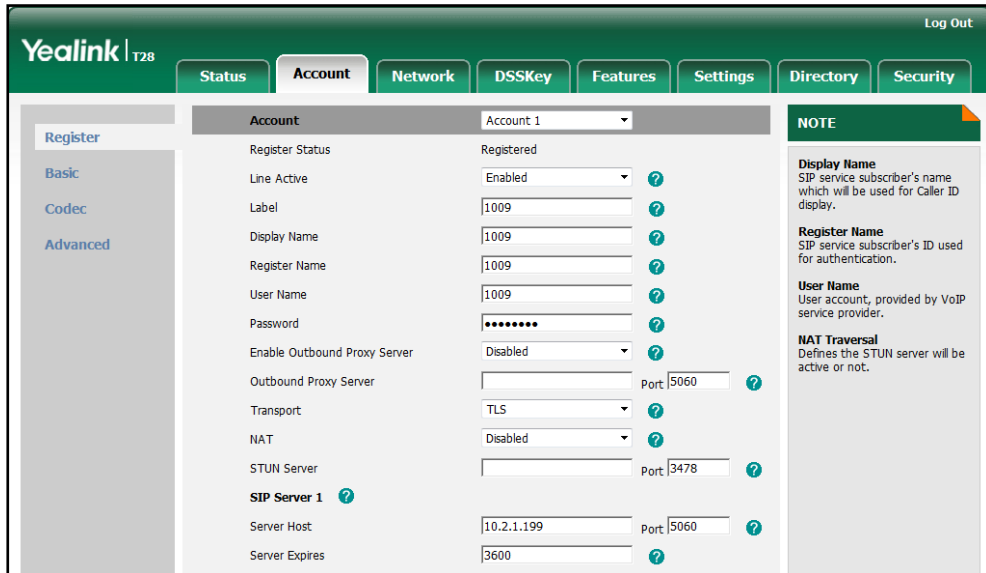 Log Out
Yealink T28
Status Account Network DSSKey Features Settings Directory Security
Register
Basic
Codec
Advanced
Account Account 1
Register Status Registered
Line Active Enabled ?
Label 1009 ?
Display Name 1009 ?
Register Name 1009 ?
User Name 1009 ?
Password •••••••• ?
Enable Outbound Proxy Server Disabled ?
Outbound Proxy Server Port 5060 ?
Transport TLS ?
NAT Disabled ?
STUN Server Port 3478 ?
SIP Server 1 ?
Server Host 10.2.1.199 Port 5060 ?
Server Expires 3600 ?
NOTE
Display Name
SIP service subscriber's name
which will be used for Caller ID
display.
Register Name
SIP service subscriber's ID used
for authentication.
User Name
User account, provided by VoIP
service provider.
NAT Traversal
Defines the STUN server will be
active or not.